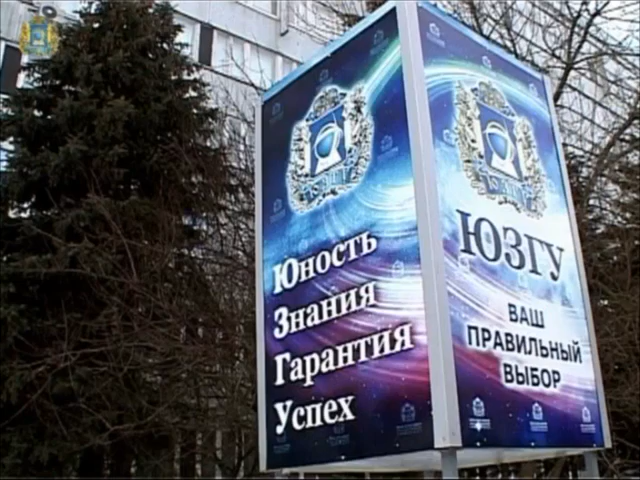 Юность
Знания
Гарантия
Успех
ЮЗГУ
ВАШ
ПРАВИЛЬНЫЙ
ВЫБОР